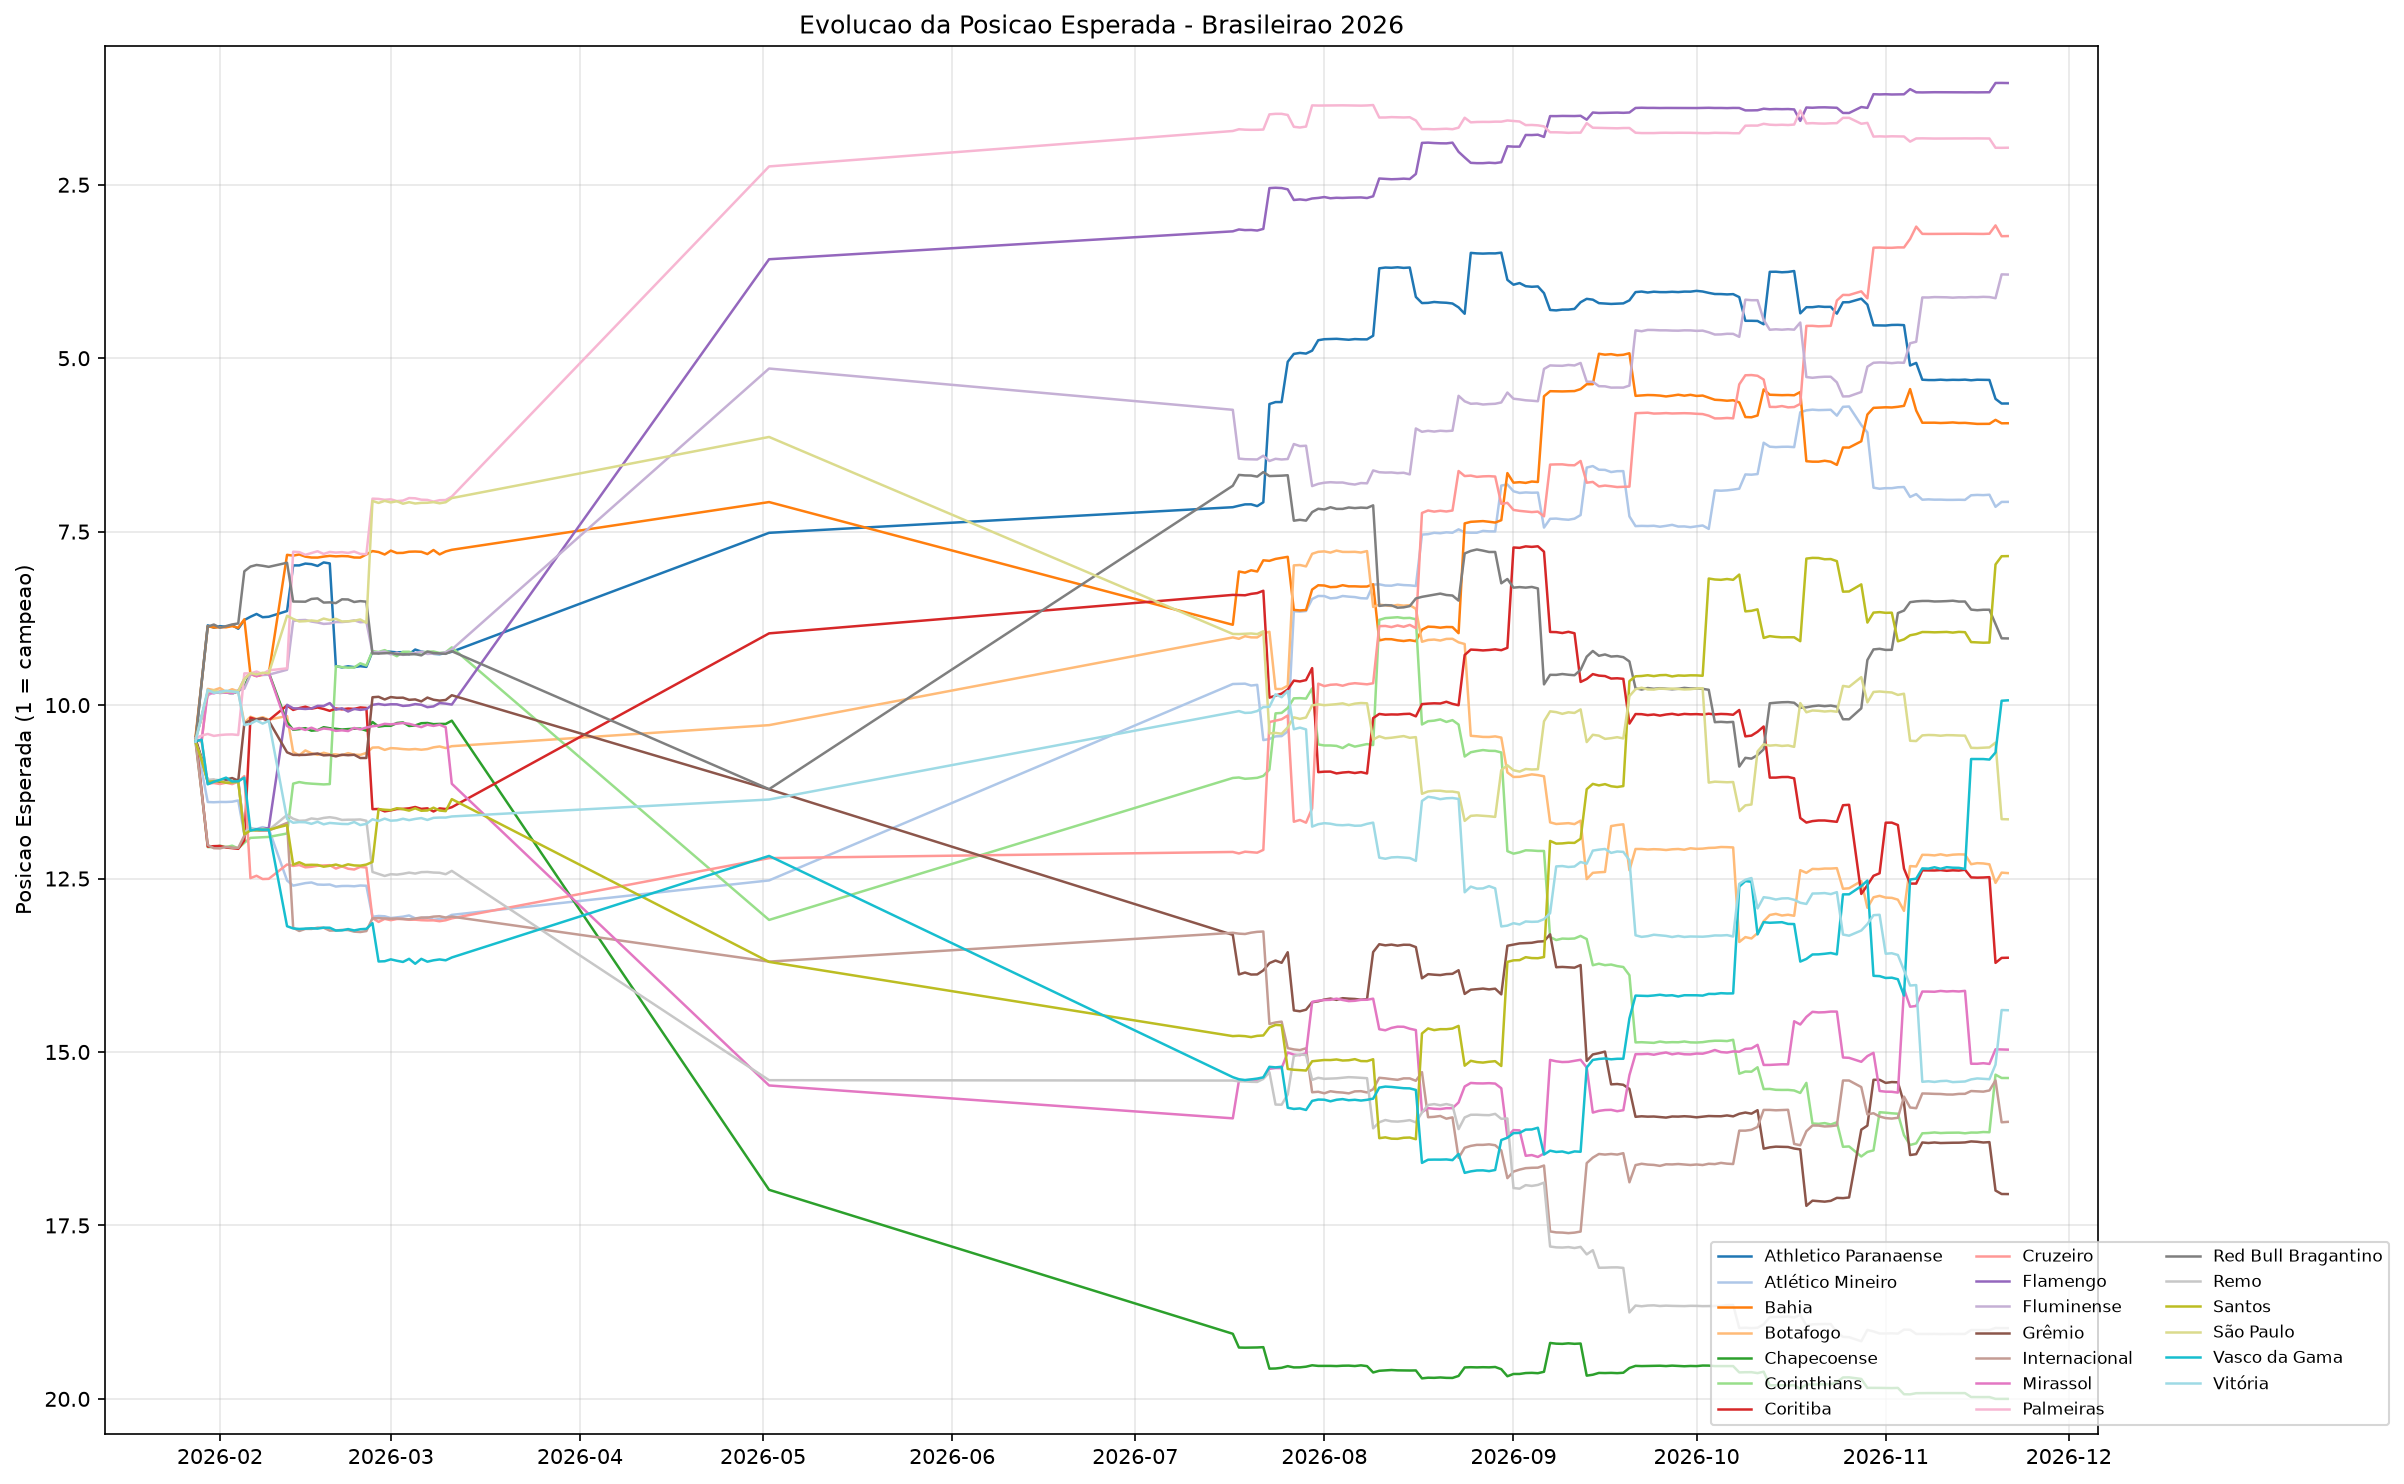 Evolucao da Posicao Esperada - Brasileirao 2026
Posicao Esperada (1 = campeao)
2.5
5.0
7.5
10.0
12.5
15.0
17.5
20.0
2026-02 2026-03 2026-04 2026-05 2026-06 2026-07 2026-08 2026-09 2026-10 2026-11 2026-12
Athletico Paranaense
Atlético Mineiro
Bahia
Botafogo
Chapecoense
Corinthians
Coritiba
Cruzeiro
Flamengo
Fluminense
Grêmio
Internacional
Mirassol
Palmeiras
Red Bull Bragantino
Remo
Santos
São Paulo
Vasco da Gama
Vitória